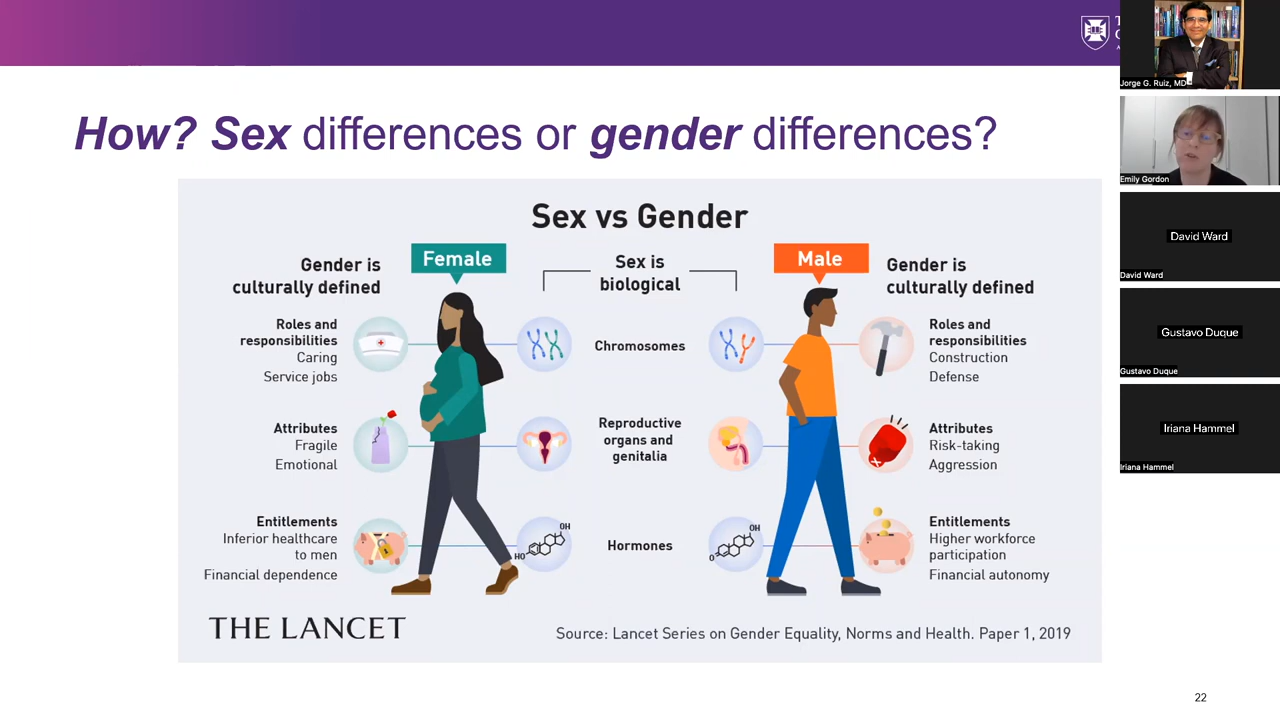 How? Sex differences or gender differences?
Sex vs Gender
Gender is
culturally defined
Female
Sex is
biological
Male
Gender is
culturally defined
Roles and
responsibilities
Caring
Service jobs
Chromosomes
Roles and
responsibilities
Construction
Defense
Attributes
Fragile
Emotional
Reproductive
organs and
genitalia
Attributes
Risk-taking
Aggression
Entitlements
Inferior healthcare
to men
Financial dependence
OH
HO
Hormones
OH
O
Entitlements
Higher workforce
participation
Financial autonomy
THE LANCET
Source: Lancet Series on Gender Equality, Norms and Health. Paper 1, 2019
22
Jorge G. Ruiz, MD
Emily Gordon
David Ward
David Ward
Gustavo Duque
Gustavo Duque
Iriana Hammel
Iriana Hammel